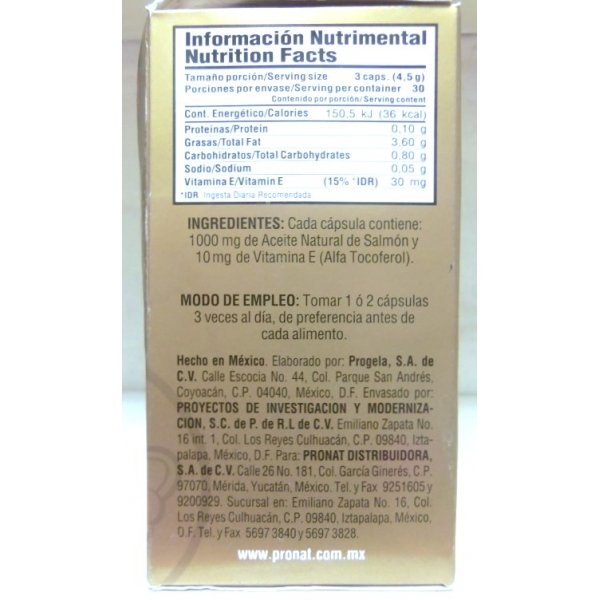 Información Nutrimental
Nutrition Facts
Tamaño porción/Serving size 3 caps. (4.5g)
Porciones por envase/Serving per container 30
Contenido por porción/Serving content
Cont. Energético/Calories 150.5 kJ (36 kcal)
Proteinas/Protein 0.10 g
Grasas/Total Fat 3.60 g
Carbohidratos/Total Carbohydrates 0.80 g
Sodio/Sodium 0.05 g
Vitamina E/Vitamin E (15% *IDR) 30 mg
*IDR Ingesta Diaria Recomendada
INGREDIENTES: Cada cápsula contiene:
1000 mg de Aceite Natural de Salmón y
10 mg de Vitamina E (Alfa Tocoferol).
MODO DE EMPLEO: Tomar 1 ó 2 cápsulas
3 veces al día, de preferencia antes de
cada alimento.
Hecho en México. Elaborado por: Progela, S.A. de
C.V. Calle Escocia No. 44, Col. Parque San Andrés,
Coyoacán, C.P. 04040, México, D.F. Envasado por:
PROYECTOS DE INVESTIGACION Y MODERNIZA-
CION, S.C. de P. de R.L de C.V. Emiliano Zapata No.
16 int. 1, Col. Los Reyes Culhuacán, C.P. 09840, Izta-
palapa, México, D.F. Para: PRONAT DISTRIBUIDORA,
S.A. de C.V. Calle 26 No. 181, Col. García Ginerés, C.P.
97070, Mérida, Yucatán, México. Tel. y Fax 9251605 y
9200929. Sucursal en: Emiliano Zapata No. 16, Col.
Los Reyes Culhuacán, C.P. 09840, Iztapalapa, México,
D.F. Tel. y Fax 5697 3840 y 5697 3828.
www.pronat.com.mx